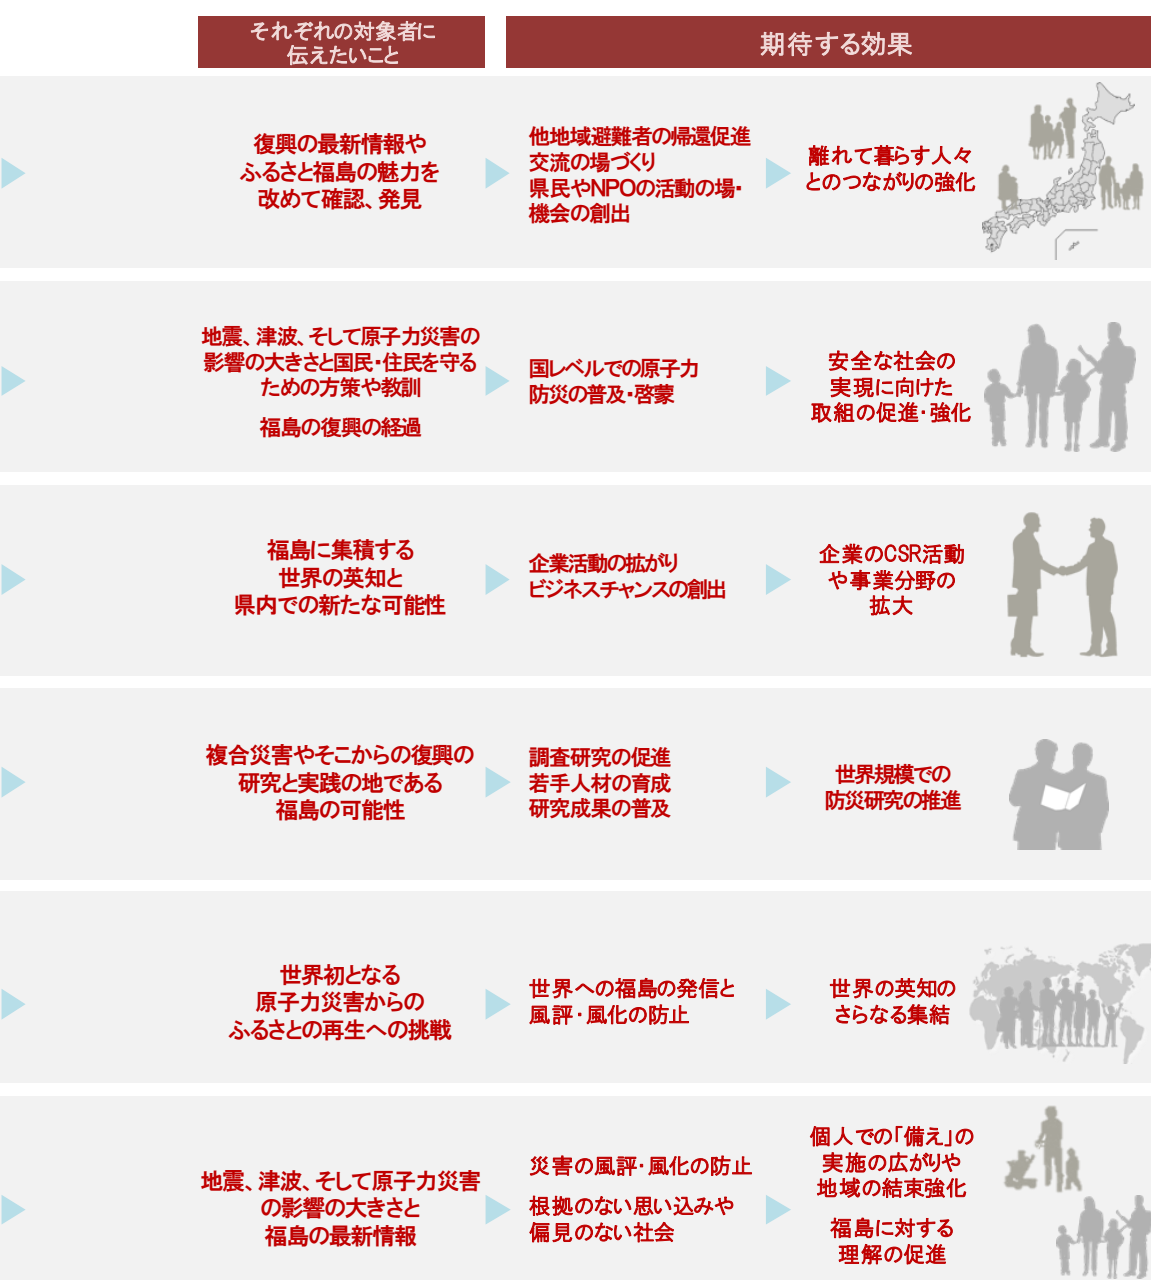 それぞれの対象者に
伝えたいこと
期待する効果
復興の最新情報や
ふるさと福島の魅力を
改めて確認、発見
他地域避難者の帰還促進
交流の場づくり
県民やNPOの活動の場・
機会の創出
離れて暮らす人々
とのつながりの強化
地震、津波、そして原子力災害の
影響の大きさと国民・住民を守る
ための方策や教訓
福島の復興の経過
国レベルでの原子力
防災の普及・啓蒙
安全な社会の
実現に向けた
取組の促進・強化
福島に集積する
世界の英知と
県内での新たな可能性
企業活動の拡がり
ビジネスチャンスの創出
企業のCSR活動
や事業分野の
拡大
複合災害やそこからの復興の
研究と実践の地である
福島の可能性
調査研究の促進
若手人材の育成
研究成果の普及
世界規模での
防災研究の推進
世界初となる
原子力災害からの
ふるさとの再生への挑戦
世界への福島の発信と
風評・風化の防止
世界の英知の
さらなる集結
地震、津波、そして原子力災害
の影響の大きさと
福島の最新情報
災害の風評・風化の防止
根拠のない思い込みや
偏見のない社会
個人での「備え」の
実施の広がりや
地域の結束強化
福島に対する
理解の促進